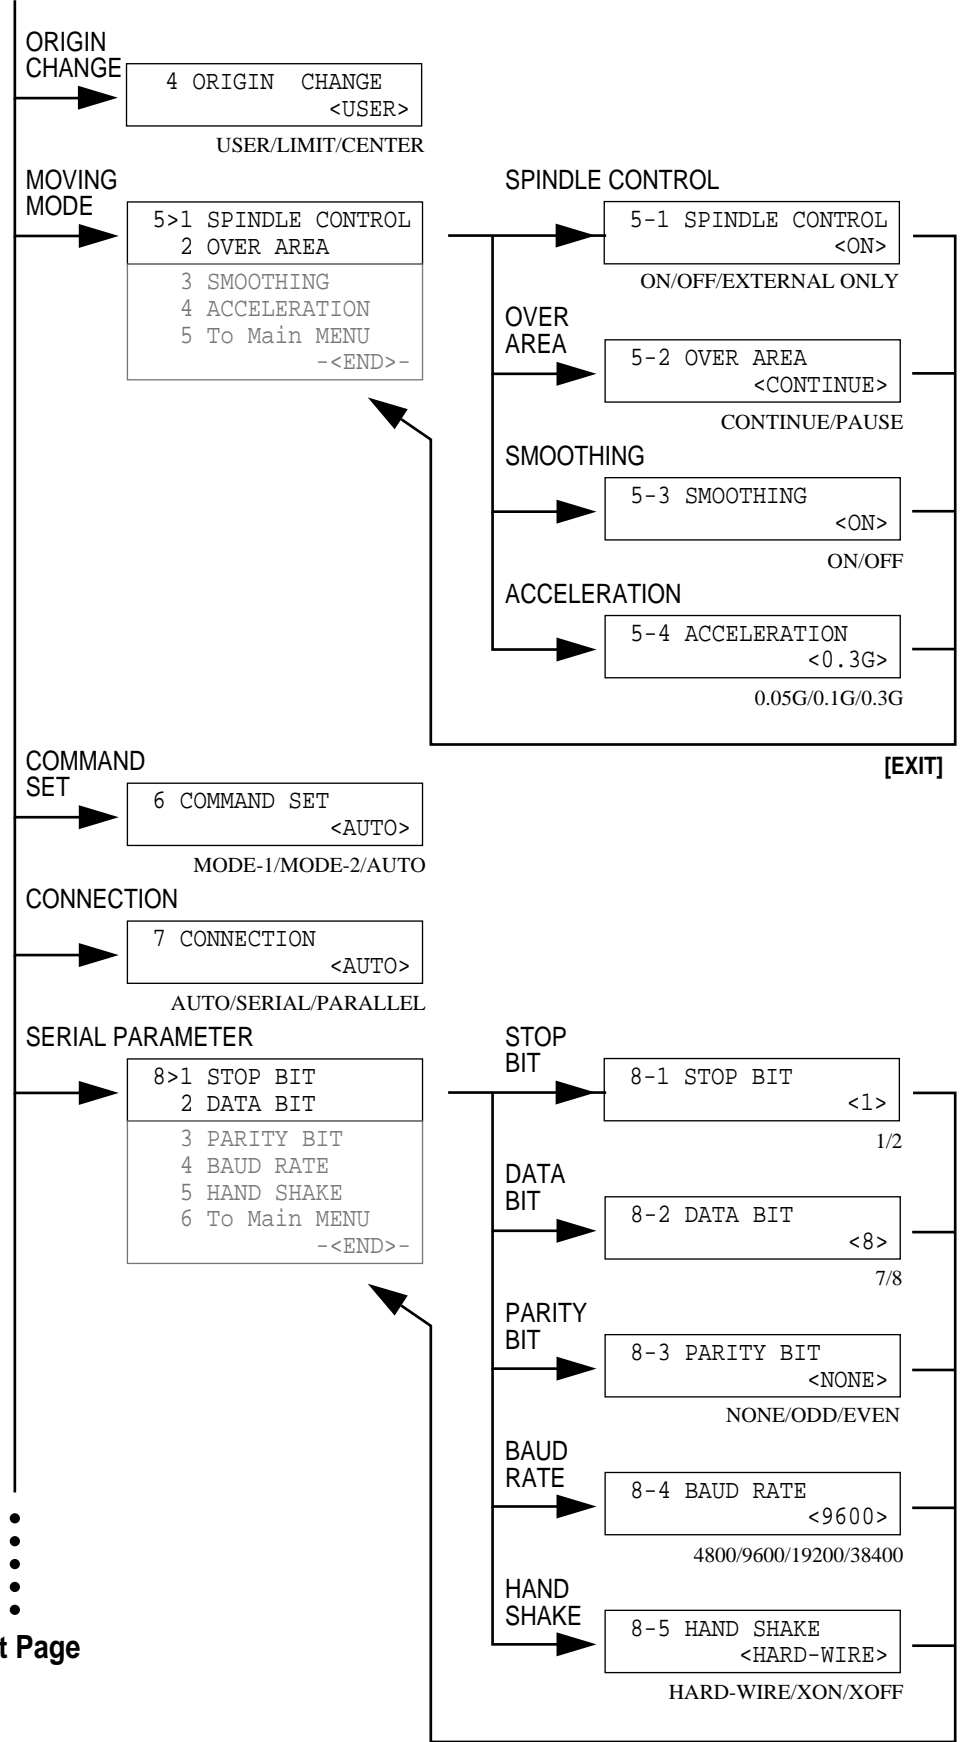 ORIGIN
CHANGE
4 ORIGIN CHANGE
<USER>
USER/LIMIT/CENTER
MOVING
MODE
5>1 SPINDLE CONTROL
2 OVER AREA
3 SMOOTHING
4 ACCELERATION
5 To Main MENU
-<END>-
SPINDLE CONTROL
5-1 SPINDLE CONTROL
<ON>
ON/OFF/EXTERNAL ONLY
OVER
AREA
5-2 OVER AREA
<CONTINUE>
CONTINUE/PAUSE
SMOOTHING
5-3 SMOOTHING
<ON>
ON/OFF
ACCELERATION
5-4 ACCELERATION
<0.3G>
0.05G/0.1G/0.3G
[EXIT]
COMMAND
SET
6 COMMAND SET
<AUTO>
MODE-1/MODE-2/AUTO
CONNECTION
7 CONNECTION
<AUTO>
AUTO/SERIAL/PARALLEL
SERIAL PARAMETER
8>1 STOP BIT
2 DATA BIT
3 PARITY BIT
4 BAUD RATE
5 HAND SHAKE
6 To Main MENU
-<END>-
STOP
BIT
8-1 STOP BIT
<1>
1/2
DATA
BIT
8-2 DATA BIT
<8>
7/8
PARITY
BIT
8-3 PARITY BIT
<NONE>
NONE/ODD/EVEN
BAUD
RATE
8-4 BAUD RATE
<9600>
4800/9600/19200/38400
HAND
SHAKE
8-5 HAND SHAKE
<HARD-WIRE>
HARD-WIRE/XON/XOFF
t Page